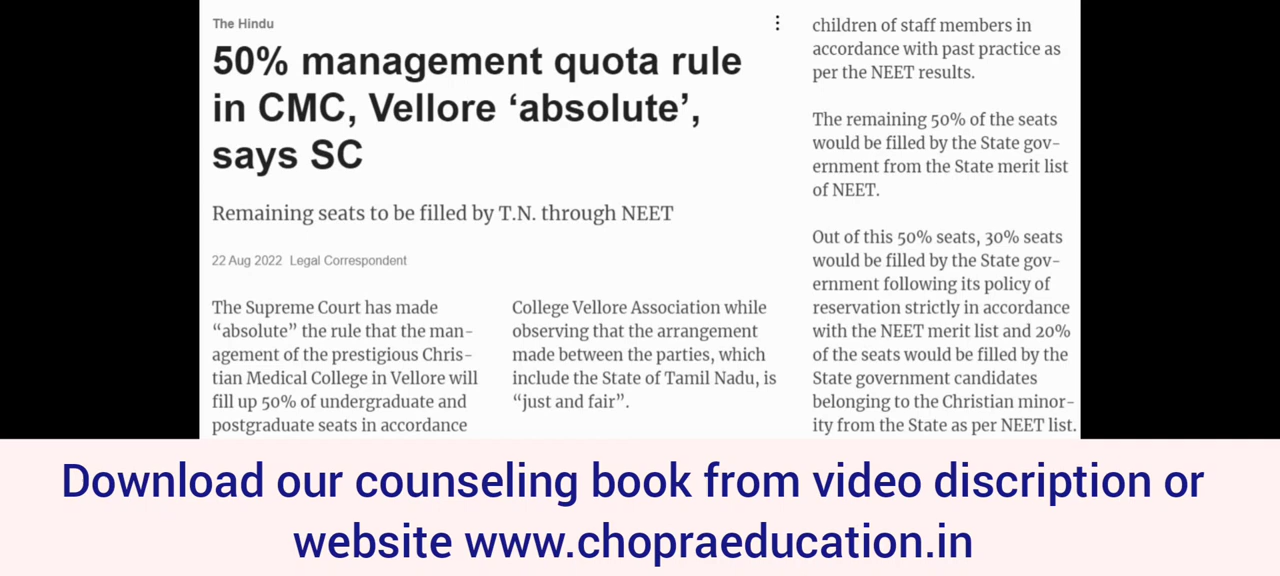 The Hindu
50% management quota rule
in CMC, Vellore ‘absolute’,
says SC
Remaining seats to be filled by T.N. through NEET
22 Aug 2022 Legal Correspondent
The Supreme Court has made
“absolute” the rule that the man-
agement of the prestigious Chris-
tian Medical College in Vellore will
fill up 50% of undergraduate and
postgraduate seats in accordance
College Vellore Association while
observing that the arrangement
made between the parties, which
include the State of Tamil Nadu, is
“just and fair”.
children of staff members in
accordance with past practice as
per the NEET results.
The remaining 50% of the seats
would be filled by the State gov-
ernment from the State merit list
of NEET.
Out of this 50% seats, 30% seats
would be filled by the State gov-
ernment following its policy of
reservation strictly in accordance
with the NEET merit list and 20%
of the seats would be filled by the
State government candidates
belonging to the Christian minor-
ity from the State as per NEET list.
Download our counseling book from video discription or
website www.chopraeducation.in